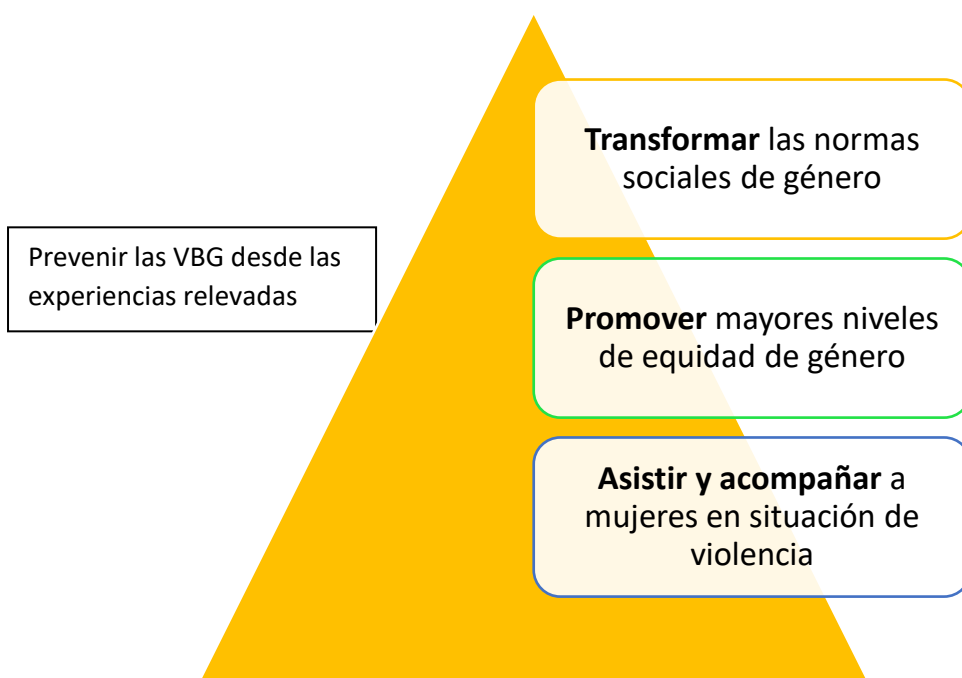 Transformar las normas
sociales de género
Prevenir las VBG desde las
experiencias relevadas
Promover mayores niveles
de equidad de género
Asistir y acompañar a
mujeres en situación de
violencia